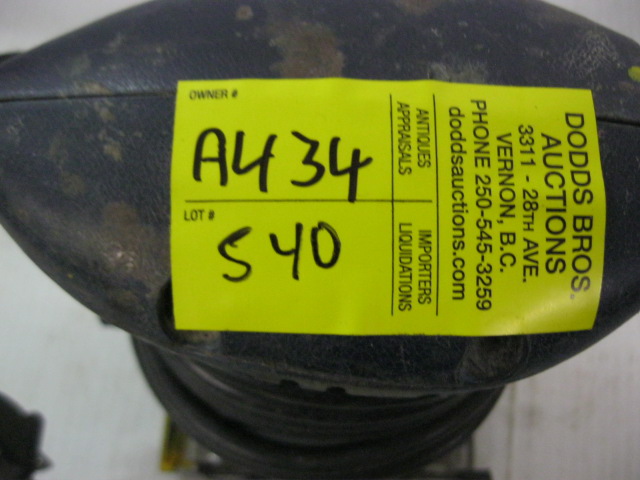 OWNER #
A434
LOT #
540
ANTIQUES
APPRAISALS
IMPORTERS
LIQUIDATIONS
DODDS BROS.
AUCTIONS
3311 - 28TH AVE.
VERNON, B.C.
PHONE 250-545-3259
doddsauctions.com